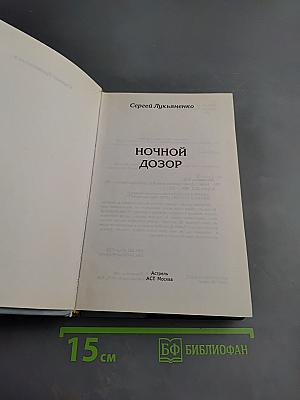 Сергей Лукьяненко
НОЧНОЙ
ДОЗОР
Астрель
АСТ Москва
15 см
БФ БИБЛИОФАН